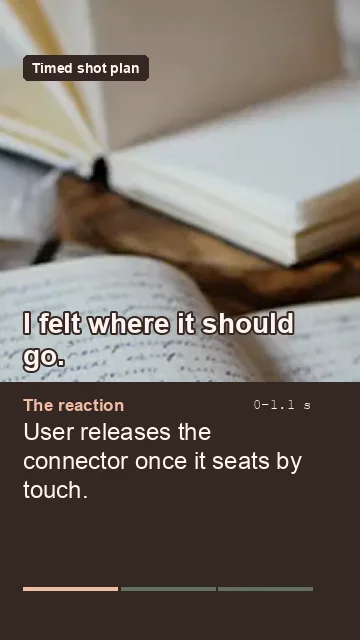 Timed shot plan
I felt where it should
go.
The reaction
0–1.1 s
User releases the
connector once it seats by
touch.